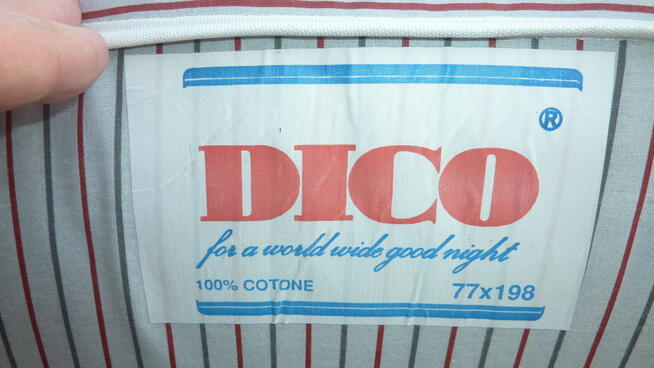 ®
DICO
for a world wide good night
100% COTONE 77x198